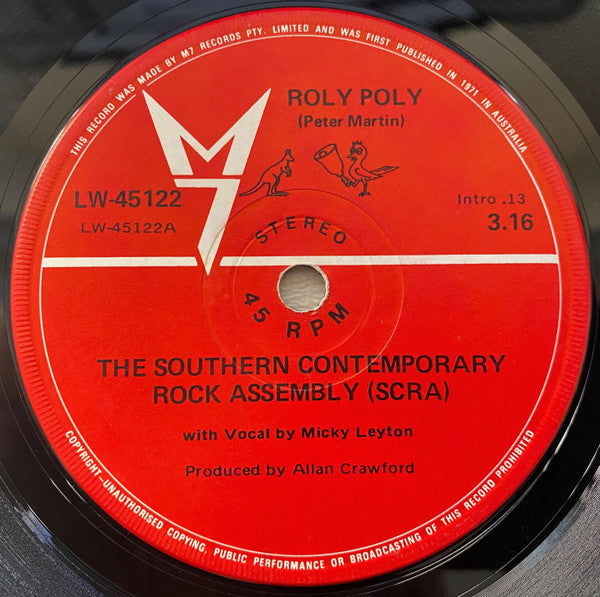 THIS RECORD WAS MADE BY M7 RECORDS PTY. LIMITED AND WAS FIRST PUBLISHED IN 1971 IN AUSTRALIA
ROLY POLY
(Peter Martin)
M7
LW-45122
LW-45122A
Intro .13
3.16
STEREO
45 RPM
THE SOUTHERN CONTEMPORARY
ROCK ASSEMBLY (SCRA)
with Vocal by Micky Leyton
Produced by Allan Crawford
COPYRIGHT-UNAUTHORISED COPYING, PUBLIC PERFORMANCE OR BROADCASTING OF THIS RECORD PROHIBITED